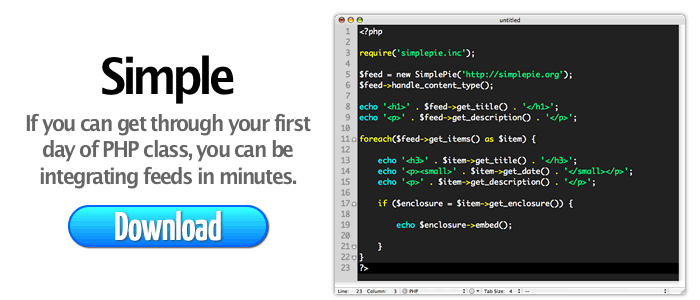 Simple
If you can get through your first
day of PHP class, you can be
integrating feeds in minutes.
Download
untitled
1 <?php
2
3 require('simplepie.inc');
4
5 $feed = new SimplePie('http://simplepie.org');
6 $feed->handle_content_type();
7
8 echo '<h1>' . $feed->get_title() . '</h1>';
9 echo '<p>' . $feed->get_description() . '</p>';
10
11 foreach($feed->get_items() as $item) {
12
13 echo '<h3>' . $item->get_title() . '</h3>';
14 echo '<p><small>' . $item->get_date() . '</small></p>';
15 echo '<p>' . $item->get_description() . '</p>';
16
17 if ($enclosure = $item->get_enclosure()) {
18
19 echo $enclosure->embed();
20
21 }
22 }
23 ?>
Line: 23 Column: 3 PHP Tab Size: 4 --